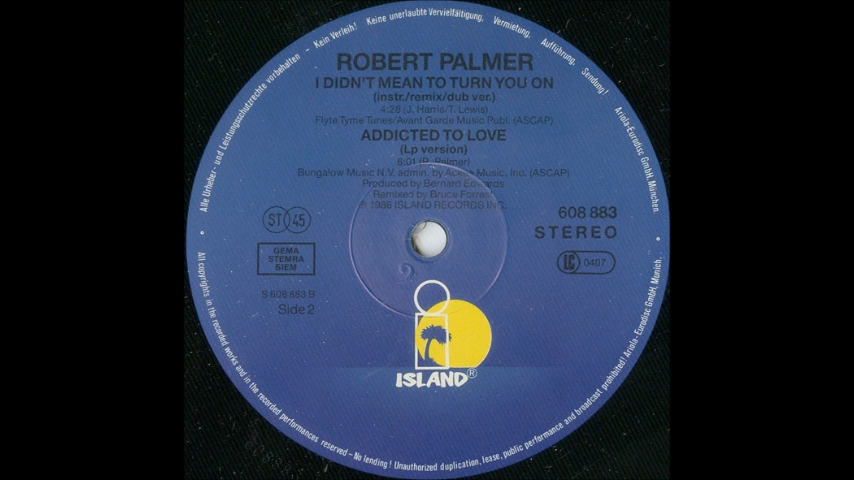 Alle Urheber- und Leistungsschutzrechte vorbehalten - Kein Verleih! Keine unerlaubte Vervielfältigung, Vermietung, Aufführung, Sendung!
ROBERT PALMER
I DIDN'T MEAN TO TURN YOU ON
(instr./remix/dub ver.)
4:28 (J. Harris/T. Lewis)
Flyte Tyme Tunes/Avant Garde Music Publ. (ASCAP)
ADDICTED TO LOVE
(Lp version)
6:01 (R. Palmer)
Bungalow Music N.V. admin. by Ackee Music, Inc. (ASCAP)
Produced by Bernard Edwards
Remixed by Bruce Forrest
℗ 1986 ISLAND RECORDS INC.
ST 45
608 883
STEREO
GEMA
STEMRA
BIEM
LC 0407
S 608 883 B
Side 2
ISLAND®
Ariola-Eurodisc GmbH, München.
All copyrights in the recorded works and in the recorded performances reserved – No lending! Unauthorized duplication, lease, public performance and broadcast prohibited! Ariola-Eurodisc GmbH, Munich.